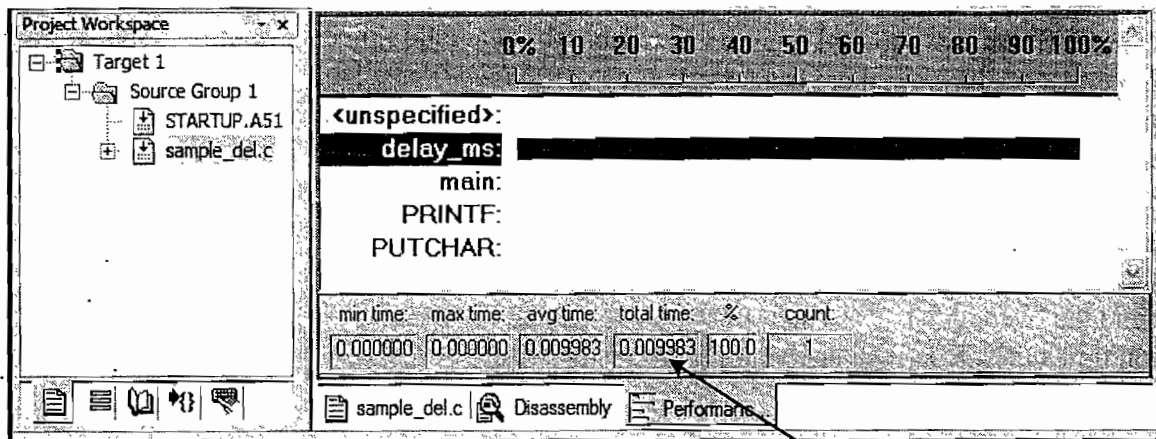 Project Workspace
Target 1
Source Group 1
STARTUP.A51
sample_del.c
0% 10 20 30 40 50 60 70 80 90 100%
<unspecified>:
delay_ms:
main:
PRINTF:
PUTCHAR:
min time: max time: avg time: total time: % count:
0.000000 0.000000 0.009983 0.009983 100.0 1
sample_del.c Disassembly Performanc...